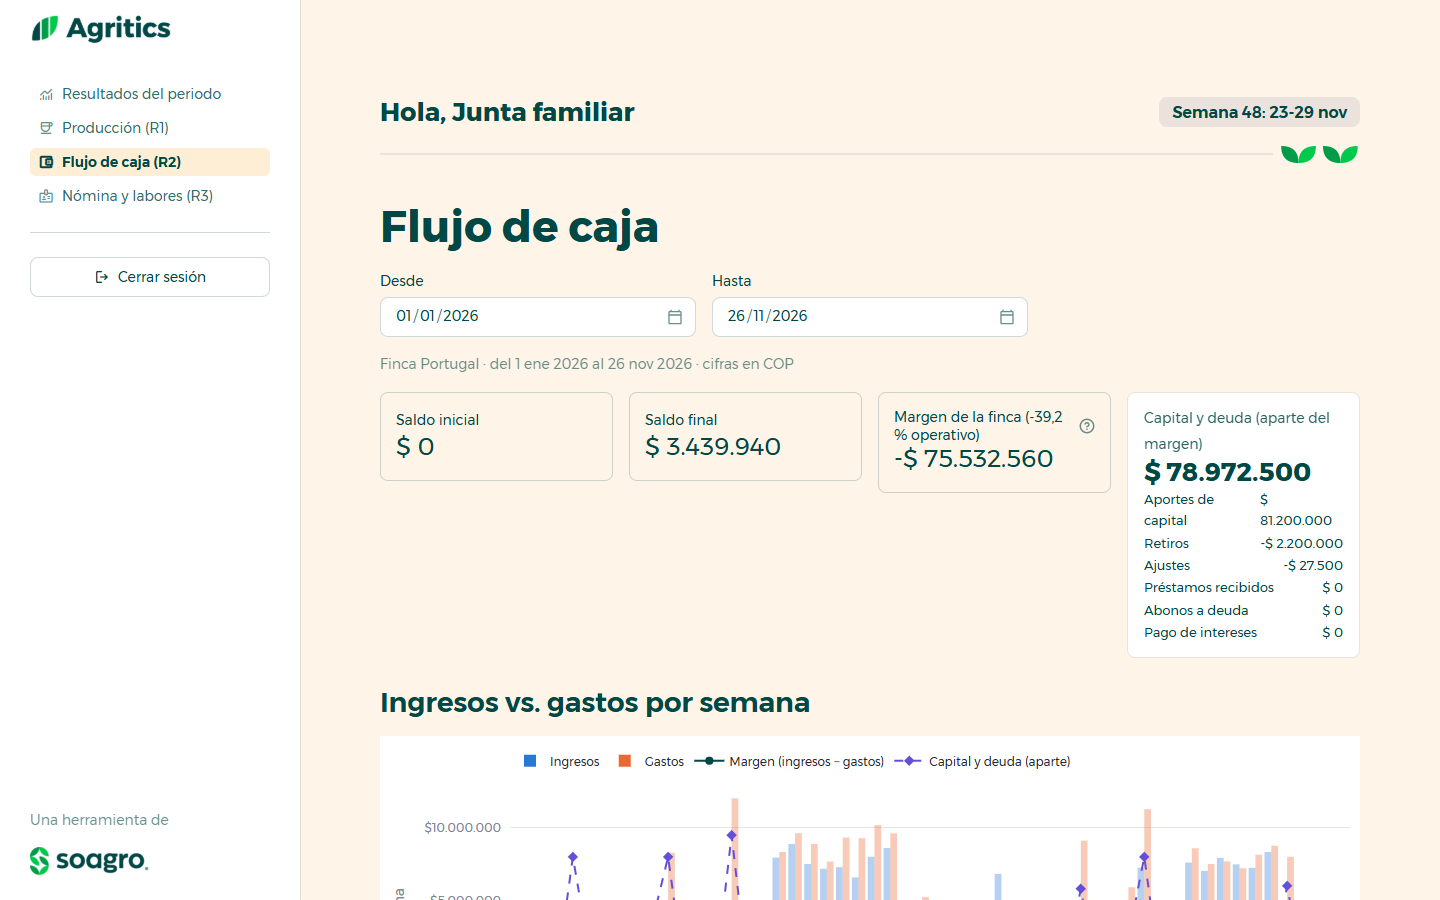 Agritics
Resultados del periodo
Producción (R1)
Flujo de caja (R2)
Nómina y labores (R3)
Cerrar sesión
Una herramienta de
soagro.
Hola, Junta familiar
Semana 48: 23-29 nov
Flujo de caja
Desde
Hasta
01/01/2026
26/11/2026
Finca Portugal · del 1 ene 2026 al 26 nov 2026 · cifras en COP
Saldo inicial
$ 0
Saldo final
$ 3.439.940
Margen de la finca (-39,2
% operativo)
-$ 75.532.560
Capital y deuda (aparte del
margen)
$ 78.972.500
Aportes de $
capital 81.200.000
Retiros -$ 2.200.000
Ajustes -$ 27.500
Préstamos recibidos $ 0
Abonos a deuda $ 0
Pago de intereses $ 0
Ingresos vs. gastos por semana
Ingresos Gastos Margen (ingresos – gastos) Capital y deuda (aparte)
$10.000.000
$5.000.000